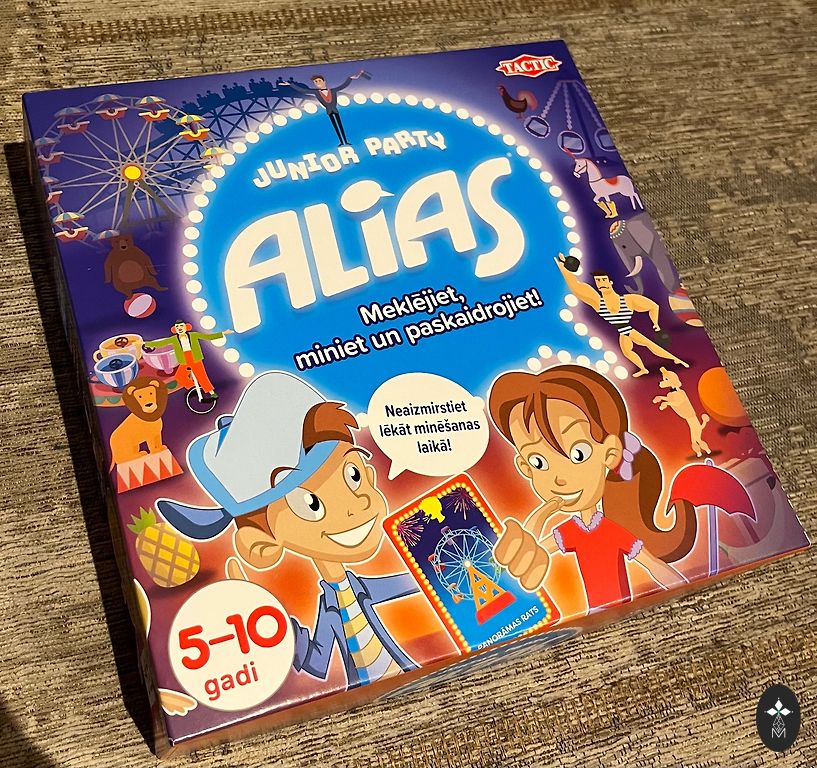 TACTIC
JUNIOR PARTY
ALiAS
Meklējiet,
miniet un paskaidrojiet!
Neaizmirstiet
lēkāt minēšanas
laikā!
PANORĀMAS RATS
5–10
gadi
M